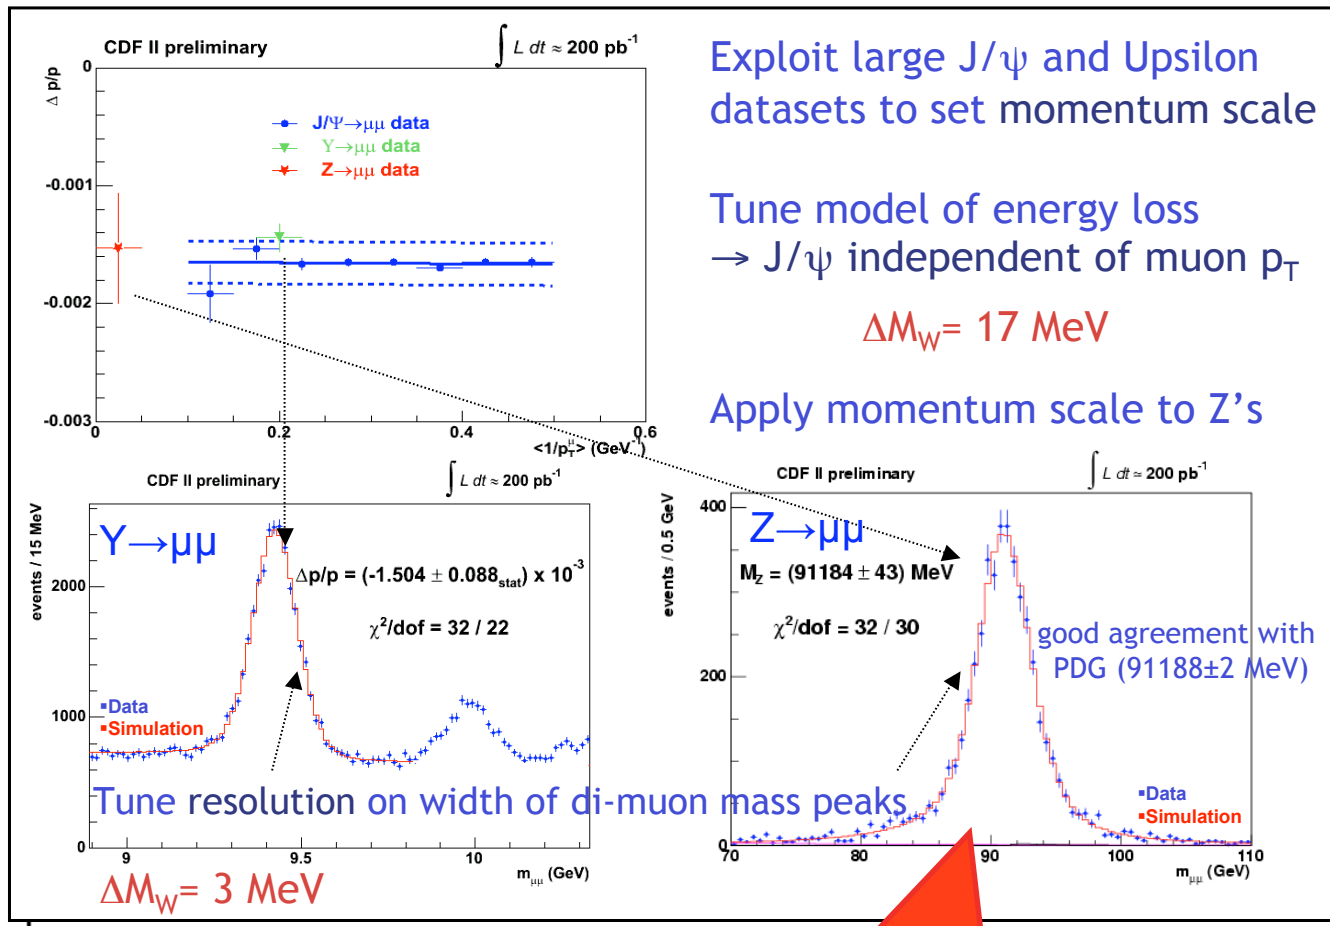 CDF II preliminary
∫ L dt ≈ 200 pb⁻¹
Δ p/p
0
-0.001
-0.002
-0.003
J/Ψ→μμ data
Υ→μμ data
Z→μμ data
0 0.2 0.4 0.6
<1/p_T^μ> (GeV⁻¹)
Exploit large J/ψ and Upsilon
datasets to set momentum scale
Tune model of energy loss
→ J/ψ independent of muon p_T
ΔM_W= 17 MeV
Apply momentum scale to Z's
CDF II preliminary
∫ L dt ≈ 200 pb⁻¹
events / 15 MeV
2000
1000
0
Υ→μμ
Δp/p = (-1.504 ± 0.088_stat) x 10⁻³
χ²/dof = 32 / 22
Data
Simulation
9 9.5 10
m_μμ (GeV)
CDF II preliminary
∫ L dt ≈ 200 pb⁻¹
events / 0.5 GeV
400
200
0
Z→μμ
M_Z = (91184 ± 43) MeV
χ²/dof = 32 / 30
good agreement with
PDG (91188±2 MeV)
Data
Simulation
70 80 90 100 110
m_μμ (GeV)
Tune resolution on width of di-muon mass peaks
ΔM_W= 3 MeV